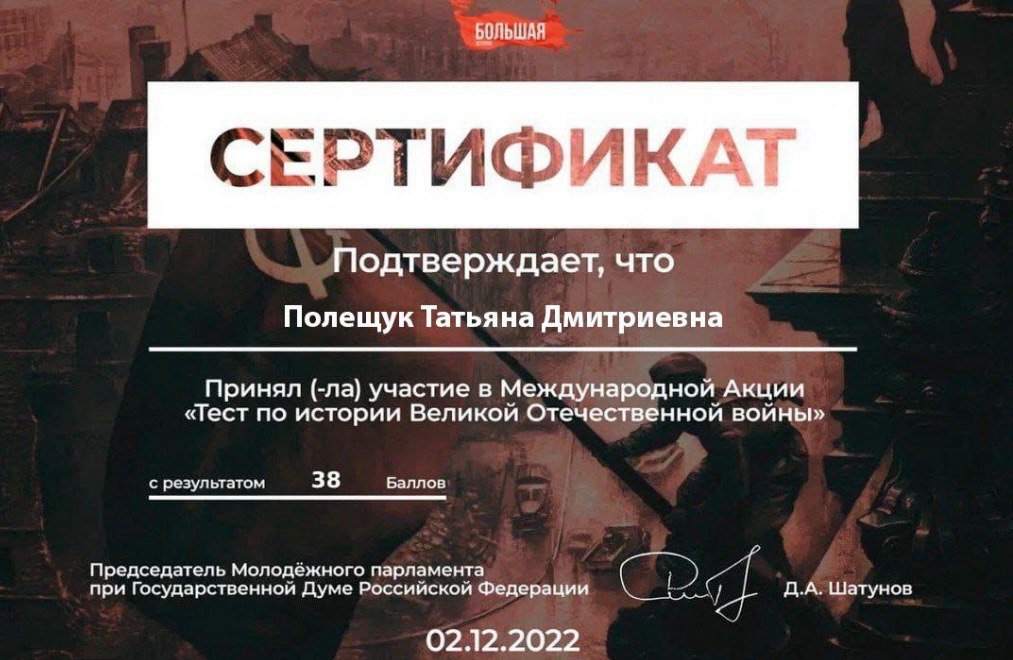 БОЛЬШАЯ
СЕРТИФИКАТ
Подтверждает, что
Полещук Татьяна Дмитриевна
Принял (-ла) участие в Международной Акции
«Тест по истории Великой Отечественной войны»
с результатом 38 Баллов
Председатель Молодёжного парламента
при Государственной Думе Российской Федерации
Д.А. Шатунов
02.12.2022